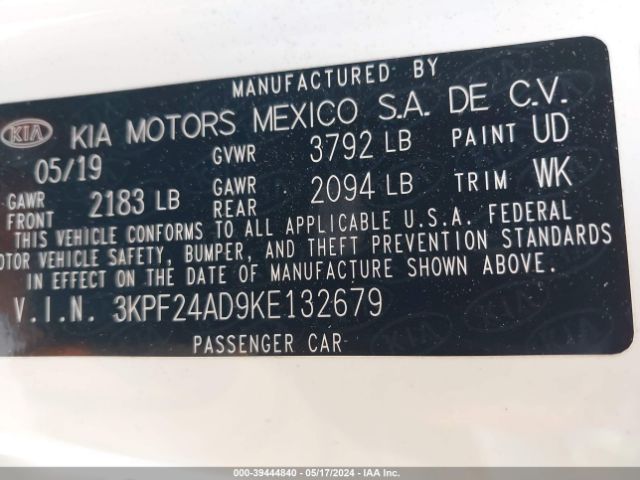 MANUFACTURED BY
KIA KIA MOTORS MEXICO S.A. DE C.V.
05/19 GVWR 3792 LB PAINT UD
GAWR FRONT 2183 LB GAWR REAR 2094 LB TRIM WK
THIS VEHICLE CONFORMS TO ALL APPLICABLE U.S.A. FEDERAL
OTOR VEHICLE SAFETY, BUMPER, AND THEFT PREVENTION STANDARDS
IN EFFECT ON THE DATE OF MANUFACTURE SHOWN ABOVE.
V.I.N. 3KPF24AD9KE132679
PASSENGER CAR
000-39444840 - 05/17/2024 - IAA